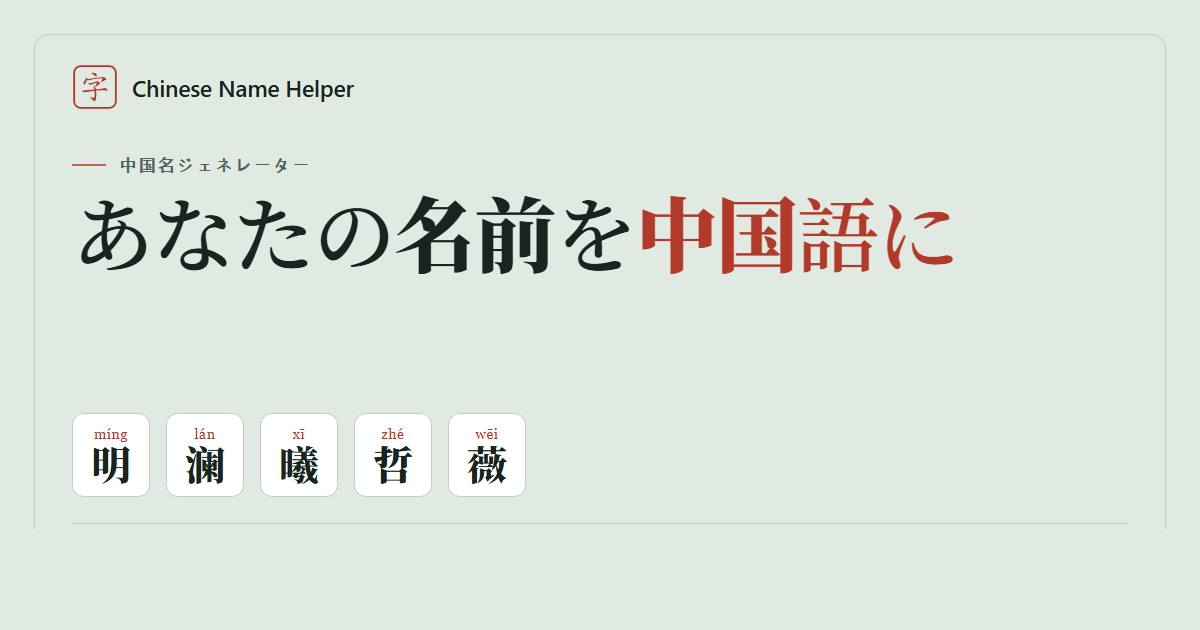 字 Chinese Name Helper
中国名ジェネレーター
あなたの名前を中国語に
míng lán xī zhé wēi
明 澜 曦 哲 薇